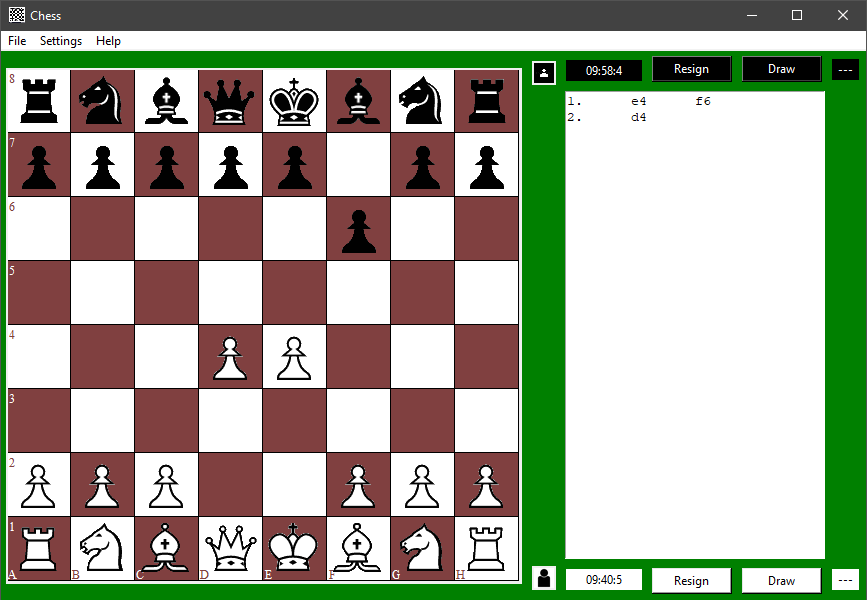 Chess
File Settings Help
8
7
6
5
4
3
2
1
A B C D E F G H
09:58:4 Resign Draw ---
1. e4 f6
2. d4
09:40:5 Resign Draw ---